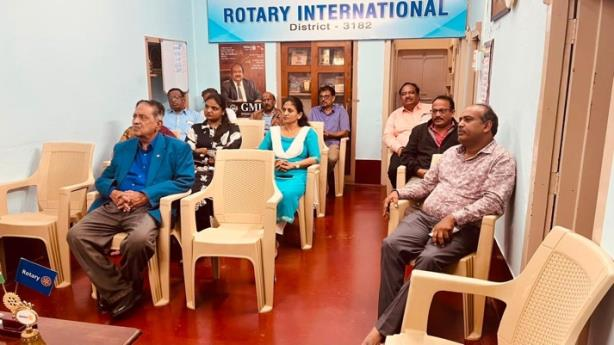 ROTARY INTERNATIONAL
District - 3182
GMI
Rotary